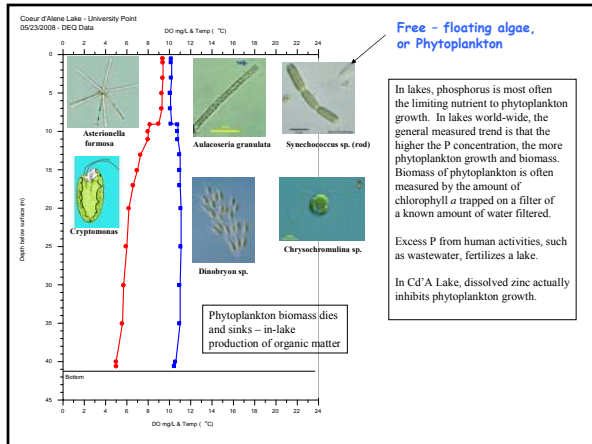 Coeur d'Alene Lake - University Point
05/23/2008 - DEQ Data
DO mg/L & Temp ( °C)
0 2 4 6 8 10 12 14 16 18 20 22 24
Free – floating algae,
or Phytoplankton
0
5
10
15
20
25
30
35
40
45
Depth below surface (m)
Asterionella
formosa
Aulacoseria granulata
Synechococcus sp. (rod)
Cryptomonas
Dinobryon sp.
Chrysochromulina sp.
Phytoplankton biomass dies
and sinks – in-lake
production of organic matter
Bottom
0 2 4 6 8 10 12 14 16 18 20 22 24
DO mg/L & Temp ( °C)
In lakes, phosphorus is most often
the limiting nutrient to phytoplankton
growth. In lakes world-wide, the
general measured trend is that the
higher the P concentration, the more
phytoplankton growth and biomass.
Biomass of phytoplankton is often
measured by the amount of
chlorophyll a trapped on a filter of
a known amount of water filtered.
Excess P from human activities, such
as wastewater, fertilizes a lake.
In Cd'A Lake, dissolved zinc actually
inhibits phytoplankton growth.